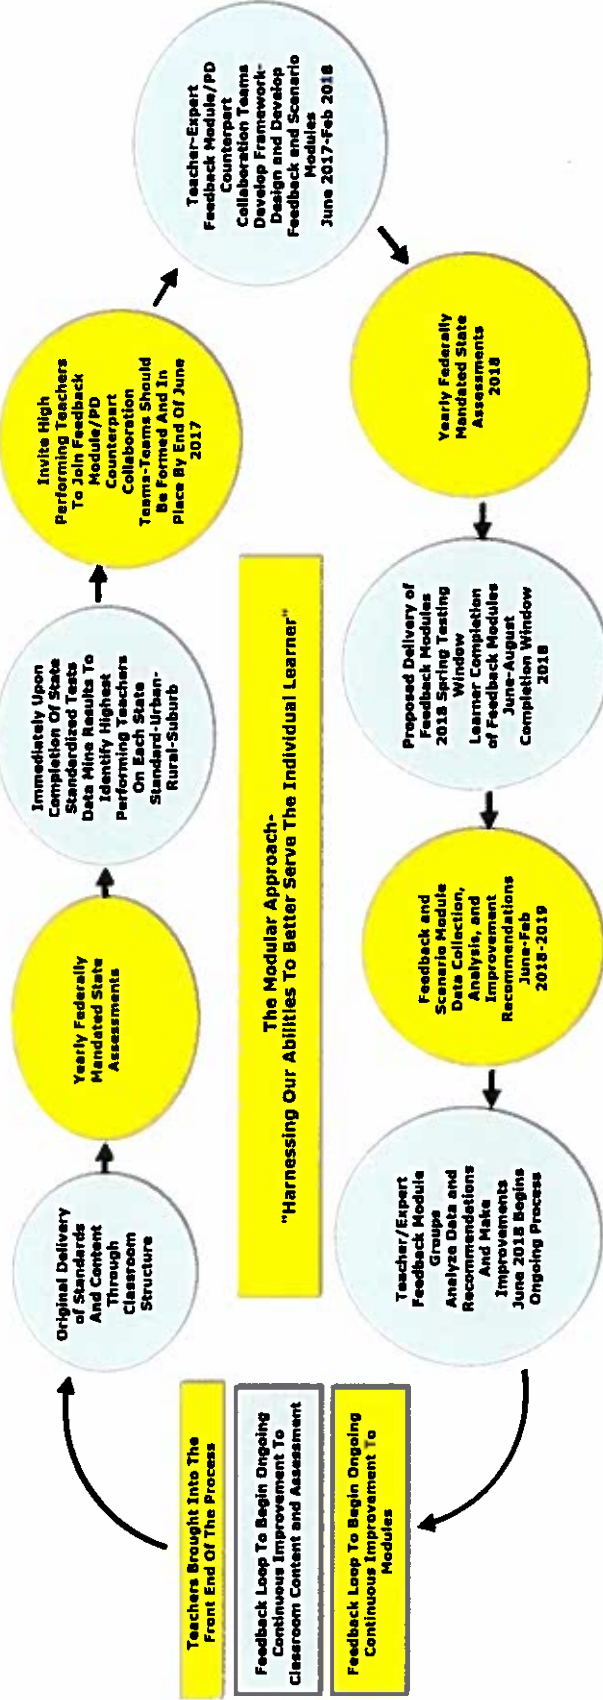 Teachers Brought Into The
Front End Of The Process
Feedback Loop To Begin Ongoing
Continuous Improvement To
Classroom Content and Assessment
Feedback Loop To Begin Ongoing
Continuous Improvement To
Modules
Original Delivery
of Standards
And Content
Through
Classroom
Structure
Yearly Federally
Mandated State
Assessments
Immediately Upon
Completion Of State
Standardized Tests
Data Mine Results To
Identify Highest
Performing Teachers
On Each State
Standard-Urban-
Rural-Suburb
Invite High
Performing Teachers
To Join Feedback
Module/PD
Counterpart
Collaboration
Teams-Teams Should
Be Formed And In
Place By End Of June
2017
Teacher-Expert
Feedback Module/PD
Counterpart
Collaboration Teams
Develop Framework-
Design and Develop
Feedback and Scenario
Modules
June 2017-Feb 2018
The Modular Approach-
"Harnessing Our Abilities To Better Serve The Individual Learner"
Yearly Federally
Mandated State
Assessments
2018
Proposed Delivery of
Feedback Modules
2018 Spring Testing
Window
Learner Completion
of Feedback Modules
June-August
Completion Window
2018
Feedback and
Scenario Module
Data Collection,
Analysis, and
Improvement
Recommendations
June-Feb
2018-2019
Teacher/Expert
Feedback Module
Groups
Analyze Data and
Recommendations
And Make
Improvements
June 2018 Begins
Ongoing Process